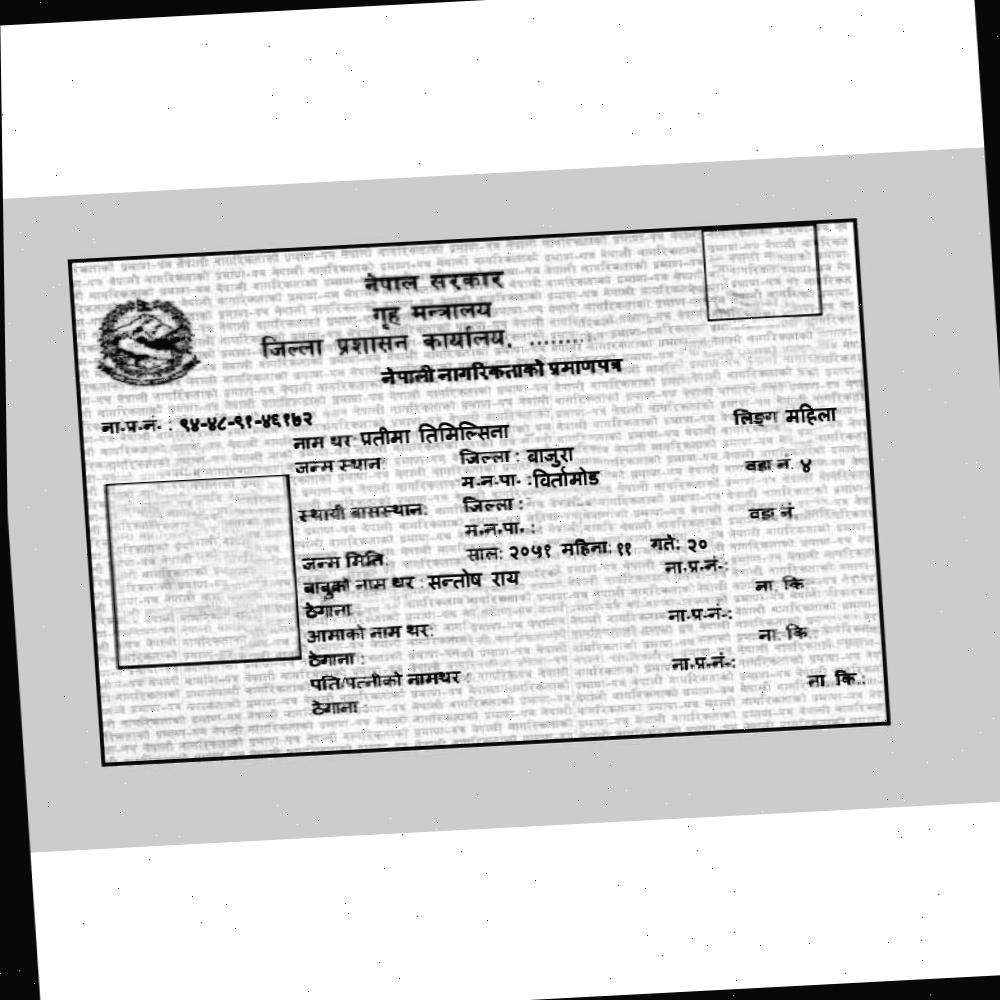 नेपाल सरकार
गृह मन्त्रालय
जिल्ला प्रशासन कार्यालय, ........
नेपाली नागरिकताको प्रमाणपत्र
ना.प्र.नं. : ९४-४८-९१-४६१७२
लिङ्ग महिला
नाम थर: प्रतीमा तिमिल्सिना
जन्म स्थान: जिल्ला : बाजुरा
म.न.पा. : विर्तामोड वडा नं. ४
स्थायी बासस्थान: जिल्ला :
म.न.पा. : वडा नं.
जन्म मिति: साल: २०५१ महिना: ११ गते: २०
बाबुको नाम थर : सन्तोष राय ना.प्र.नं.:
ठेगाना ना. कि.
आमाको नाम थर: ना.प्र.नं.:
ठेगाना : ना. कि.
पति/पत्नीको नामथर : ना.प्र.नं.:
ठेगाना : ना. कि.: